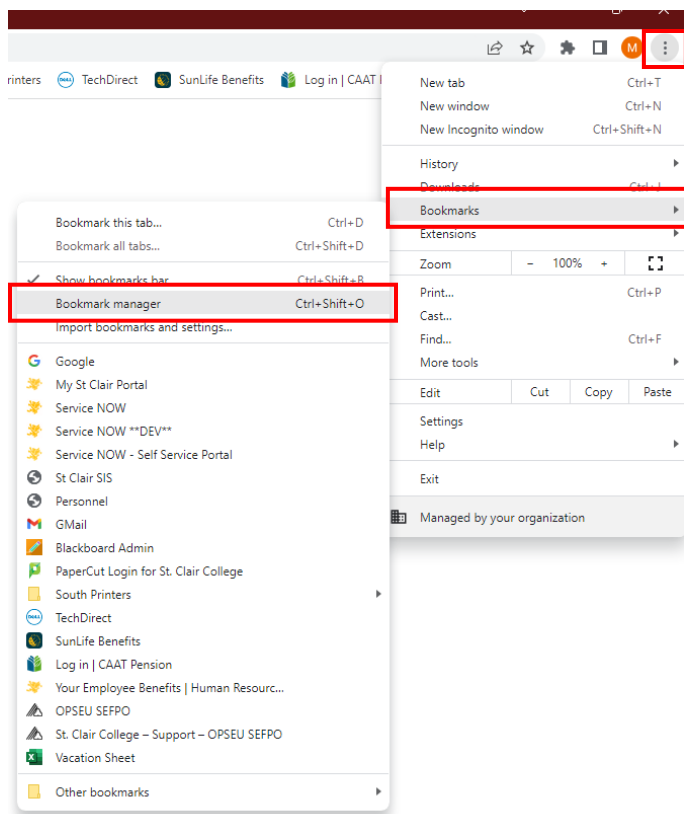 M
rinters TechDirect SunLife Benefits Log in | CAAT
New tab Ctrl+T
New window Ctrl+N
New Incognito window Ctrl+Shift+N
History
Downloads Ctrl+J
Bookmarks
Extensions
Zoom - 100% +
Print... Ctrl+P
Cast...
Find... Ctrl+F
More tools
Edit Cut Copy Paste
Settings
Help
Exit
Managed by your organization
Bookmark this tab... Ctrl+D
Bookmark all tabs... Ctrl+Shift+D
Show bookmarks bar Ctrl+Shift+B
Bookmark manager Ctrl+Shift+O
Import bookmarks and settings...
Google
My St Clair Portal
Service NOW
Service NOW **DEV**
Service NOW - Self Service Portal
St Clair SIS
Personnel
GMail
Blackboard Admin
PaperCut Login for St. Clair College
South Printers
TechDirect
SunLife Benefits
Log in | CAAT Pension
Your Employee Benefits | Human Resourc...
OPSEU SEFPO
St. Clair College – Support – OPSEU SEFPO
Vacation Sheet
Other bookmarks